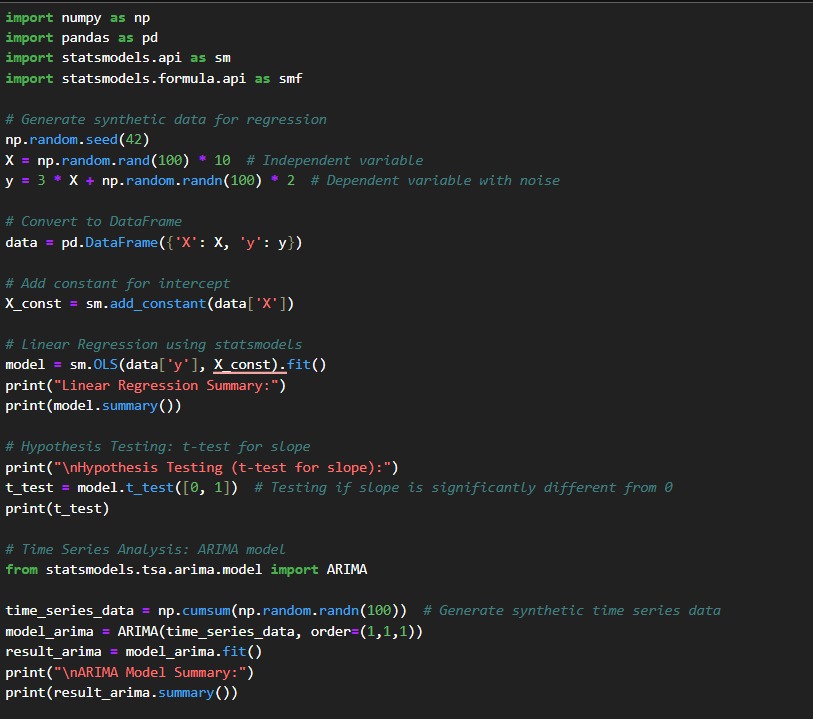 import numpy as np
import pandas as pd
import statsmodels.api as sm
import statsmodels.formula.api as smf
# Generate synthetic data for regression
np.random.seed(42)
X = np.random.rand(100) * 10  # Independent variable
y = 3 * X + np.random.randn(100) * 2  # Dependent variable with noise
# Convert to DataFrame
data = pd.DataFrame({'X': X, 'y': y})
# Add constant for intercept
X_const = sm.add_constant(data['X'])
# Linear Regression using statsmodels
model = sm.OLS(data['y'], X_const).fit()
print("Linear Regression Summary:")
print(model.summary())
# Hypothesis Testing: t-test for slope
print("\nHypothesis Testing (t-test for slope):")
t_test = model.t_test([0, 1])  # Testing if slope is significantly different from 0
print(t_test)
# Time Series Analysis: ARIMA model
from statsmodels.tsa.arima.model import ARIMA
time_series_data = np.cumsum(np.random.randn(100))  # Generate synthetic time series data
model_arima = ARIMA(time_series_data, order=(1,1,1))
result_arima = model_arima.fit()
print("\nARIMA Model Summary:")
print(result_arima.summary())